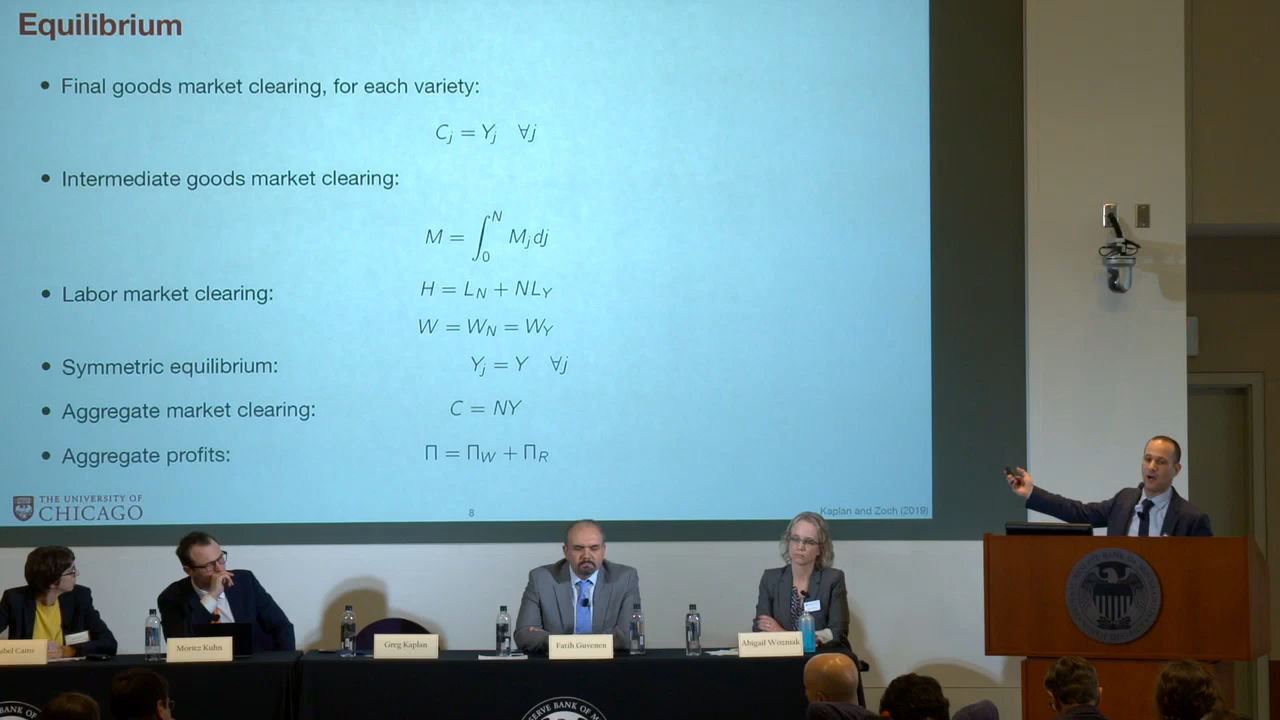 Equilibrium
• Final goods market clearing, for each variety:
C_j = Y_j ∀j
• Intermediate goods market clearing:
M = ∫_0^N M_j dj
• Labor market clearing: H = L_N + NL_Y
W = W_N = W_Y
• Symmetric equilibrium: Y_j = Y ∀j
• Aggregate market clearing: C = NY
• Aggregate profits: Π = Π_W + Π_R
THE UNIVERSITY OF
CHICAGO
8
Kaplan and Zoch (2019)
Moritz Kuhn
Greg Kaplan
Fatih Guvenen
Abigail Wozniak